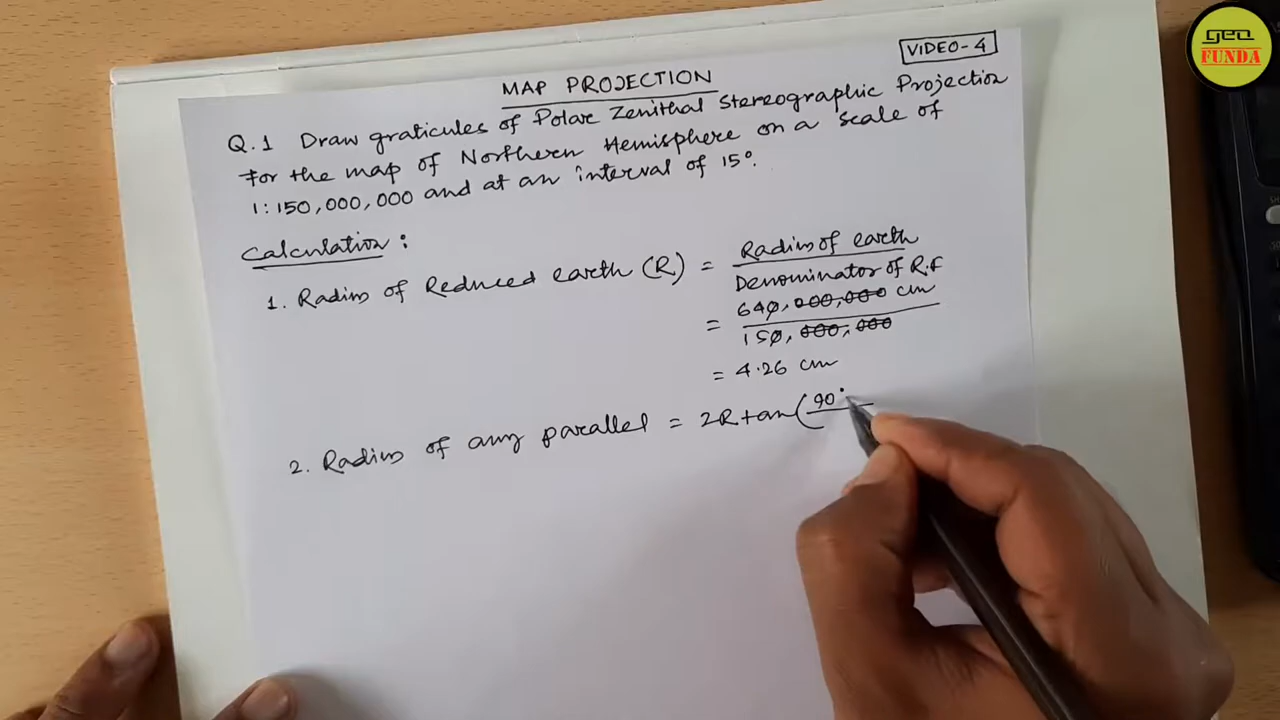 geo
FUNDA
VIDEO-4
MAP PROJECTION
Q.1 Draw graticules of Polar Zenithal Stereographic Projection
for the map of Northern Hemisphere on a scale of
1:150,000,000 and at an interval of 15°.
Calculation:
1. Radius of Reduced earth (R) = Radius of earth
Denominator of R.F
= 640,000,000 cm
150,000,000
= 4.26 cm
2. Radius of any parallel = 2R tan(90°